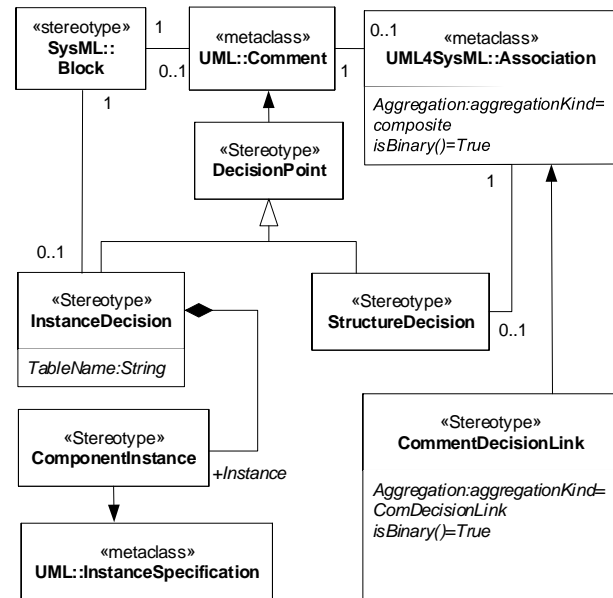 «stereotype»
SysML::
Block
1
0..1
«metaclass»
UML::Comment
1
0..1
«metaclass»
UML4SysML::Association
Aggregation:aggregationKind=
composite
isBinary()=True
1
«Stereotype»
DecisionPoint
1
0..1
«Stereotype»
InstanceDecision
TableName:String
«Stereotype»
StructureDecision
0..1
«Stereotype»
ComponentInstance
+Instance
«Stereotype»
CommentDecisionLink
Aggregation:aggregationKind=
ComDecisionLink
isBinary()=True
«metaclass»
UML::InstanceSpecification